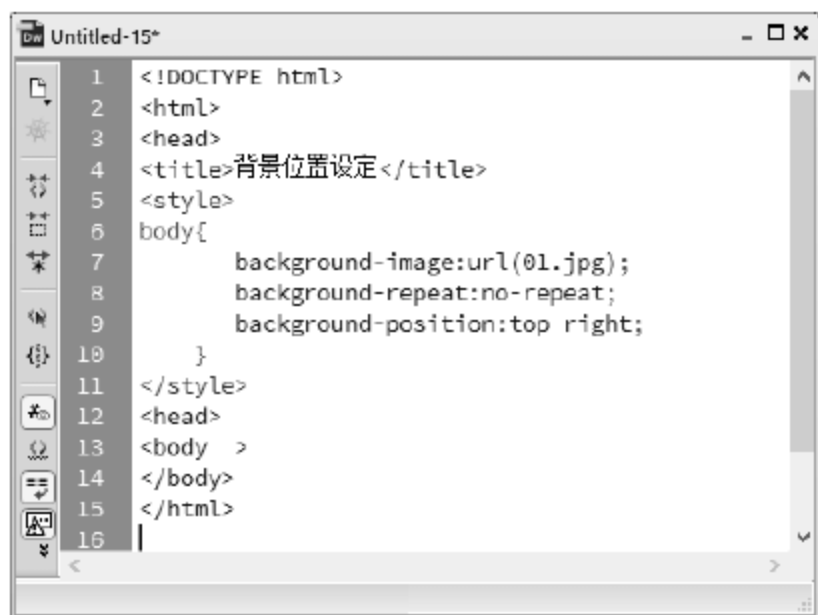 Dw Untitled-15*
1 <!DOCTYPE html>
2 <html>
3 <head>
4 <title>背景位置设定</title>
5 <style>
6 body{
7 background-image:url(01.jpg);
8 background-repeat:no-repeat;
9 background-position:top right;
10 }
11 </style>
12 <head>
13 <body  >
14 </body>
15 </html>
16